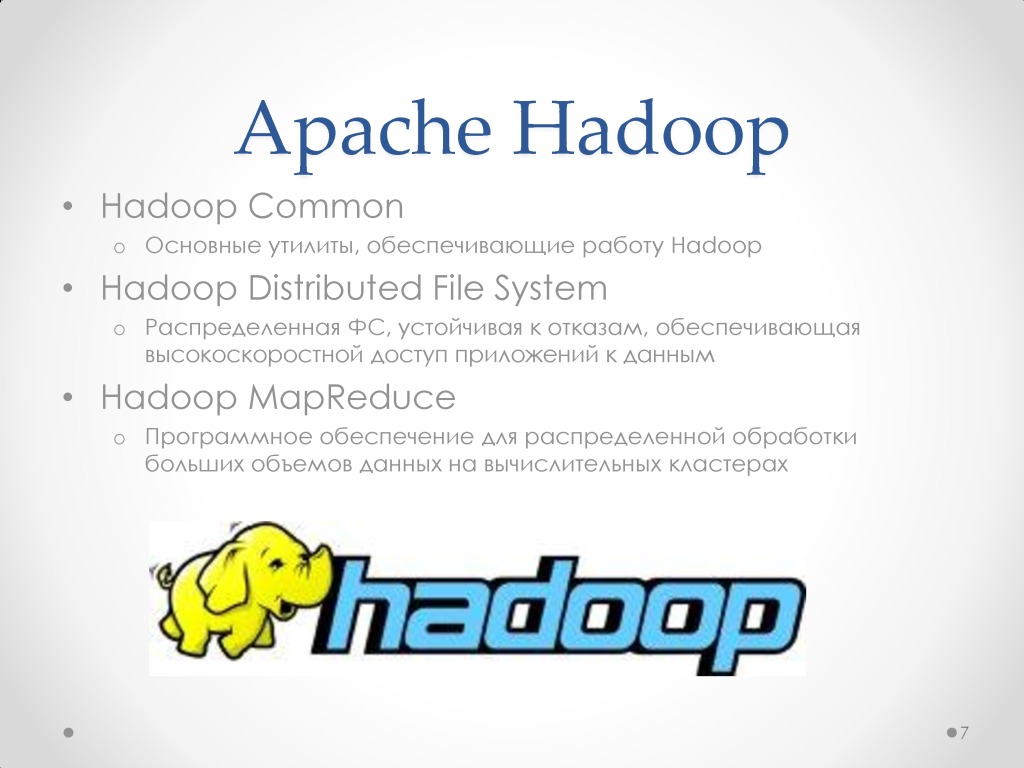 Apache Hadoop
• Hadoop Common
o Основные утилиты, обеспечивающие работу Hadoop
• Hadoop Distributed File System
o Распределенная ФС, устойчивая к отказам, обеспечивающая
высокоскоростной доступ приложений к данным
• Hadoop MapReduce
o Программное обеспечение для распределенной обработки
больших объемов данных на вычислительных кластерах
hadoop
7